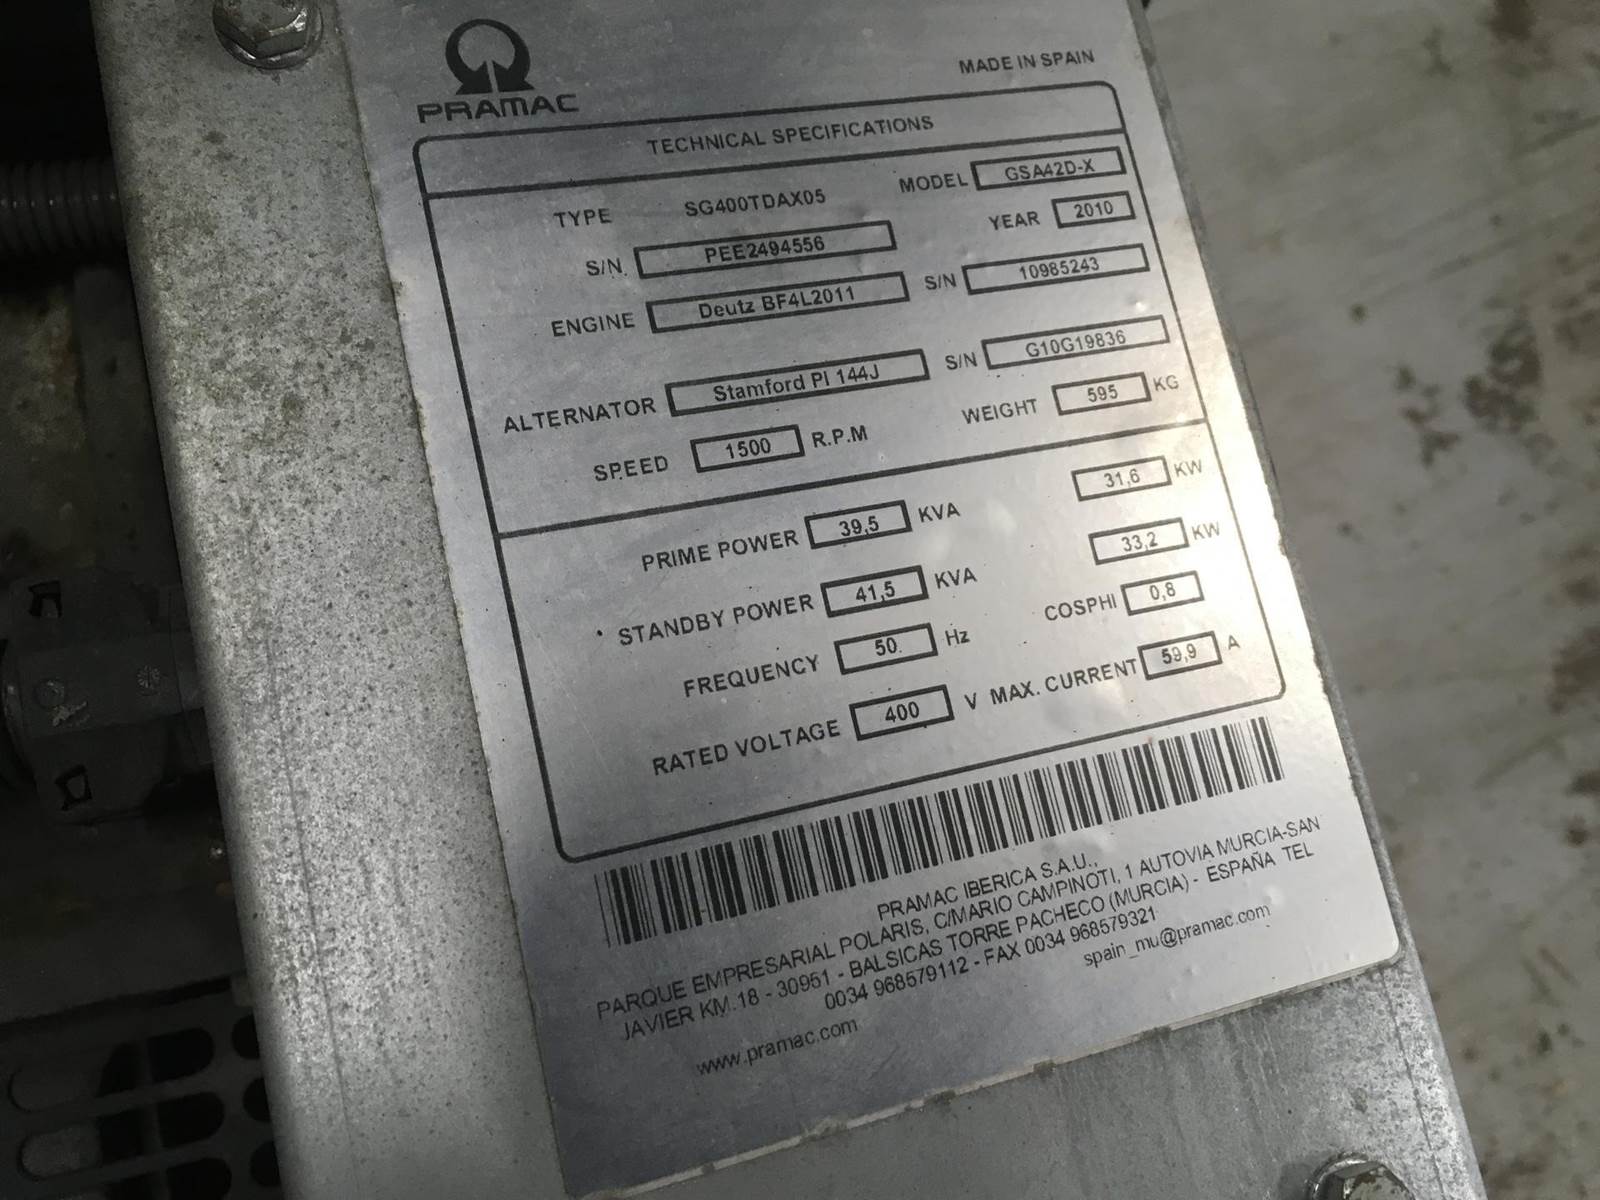 PRAMAC
MADE IN SPAIN
TECHNICAL SPECIFICATIONS
TYPE SG400TDAX05 MODEL GSA42D-X
S/N. PEE2494556 YEAR 2010
ENGINE Deutz BF4L2011 S/N 10985243
ALTERNATOR Stamford PI 144J S/N G10G19836
SPEED 1500 R.P.M WEIGHT 595 KG
PRIME POWER 39,5 KVA 31,6 KW
STANDBY POWER 41,5 KVA 33,2 KW
FREQUENCY 50. Hz COSPHI 0,8
RATED VOLTAGE 400 V MAX. CURRENT 59,9 A
PRAMAC IBERICA S.A.U.,
PARQUE EMPRESARIAL POLARIS, C/MARIO CAMPINOTI, 1 AUTOVIA MURCIA-SAN
JAVIER KM.18 - 30951 - BALSICAS TORRE PACHECO (MURCIA) - ESPAÑA TEL
0034 968579112 - FAX 0034 968579321
www.pramac.com spain_mu@pramac.com